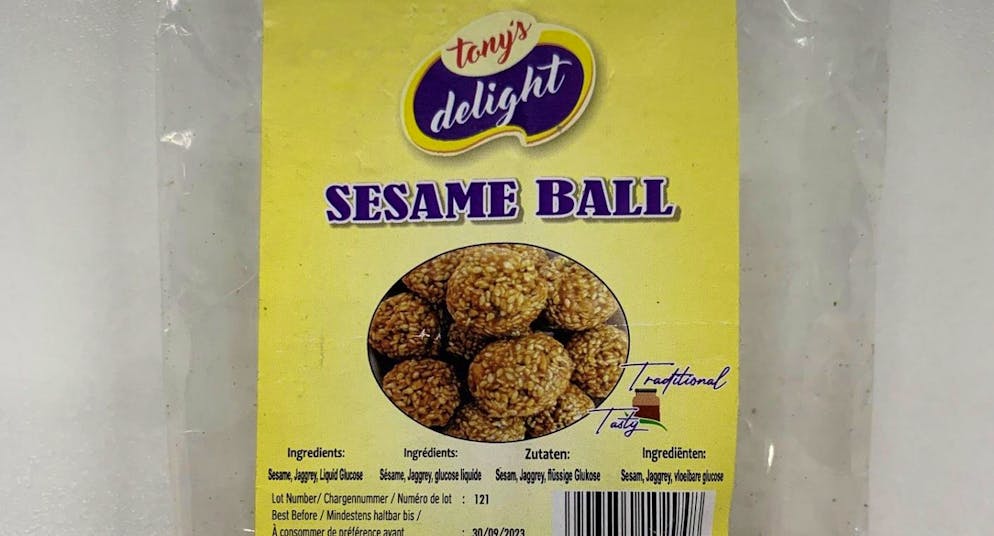 tony's
delight
SESAME BALL
Traditional
Tasty
Ingredients:
Sesame, Jaggrey, Liquid Glucose
Ingrédients:
Sésame, Jaggrey, glucose liquide
Zutaten:
Sesam, Jaggrey, flüssige Glukose
Ingrediënten:
Sesam, Jaggrey, vloeibare glucose
Lot Number/ Chargennummer / Numéro de lot : 121
Best Before / Mindestens haltbar bis /
À consommer de préférence avant : 30/09/2023